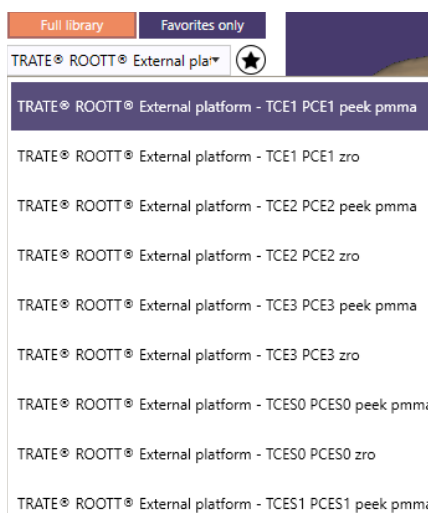 Full library
Favorites only
TRATE® ROOTT® External plat
TRATE® ROOTT® External platform - TCE1 PCE1 peek pmma
TRATE® ROOTT® External platform - TCE1 PCE1 zro
TRATE® ROOTT® External platform - TCE2 PCE2 peek pmma
TRATE® ROOTT® External platform - TCE2 PCE2 zro
TRATE® ROOTT® External platform - TCE3 PCE3 peek pmma
TRATE® ROOTT® External platform - TCE3 PCE3 zro
TRATE® ROOTT® External platform - TCES0 PCES0 peek pmma
TRATE® ROOTT® External platform - TCES0 PCES0 zro
TRATE® ROOTT® External platform - TCES1 PCES1 peek pmma